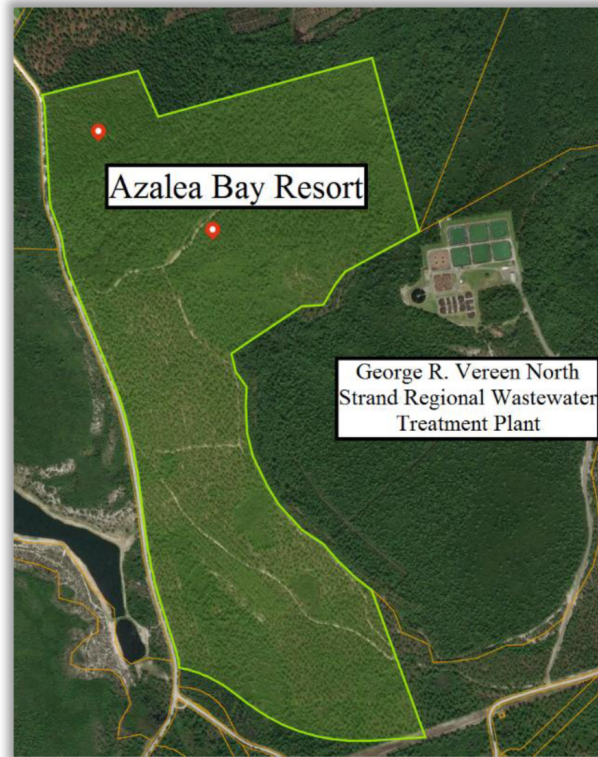 Azalea Bay Resort
George R. Vereen North
Strand Regional Wastewater
Treatment Plant